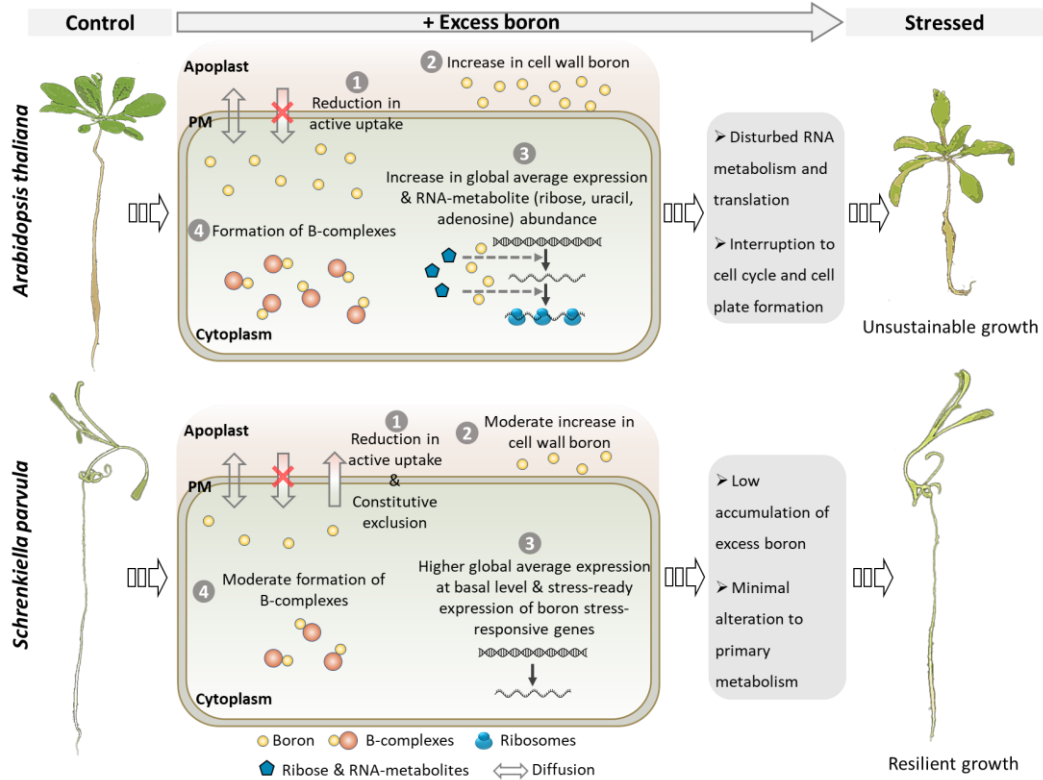 Control
+ Excess boron
Stressed
Arabidopsis thaliana
Apoplast
PM
1
Reduction in
active uptake
2 Increase in cell wall boron
3
Increase in global average expression
& RNA-metabolite (ribose, uracil,
adenosine) abundance
4 Formation of B-complexes
Cytoplasm
➢ Disturbed RNA
metabolism and
translation
➢ Interruption to
cell cycle and cell
plate formation
Unsustainable growth
Schrenkiella parvula
Apoplast
PM
1
Reduction in
active uptake
&
Constitutive
exclusion
2 Moderate increase in
cell wall boron
3
Higher global average expression
at basal level & stress-ready
expression of boron stress-
responsive genes
4 Moderate formation of
B-complexes
Cytoplasm
➢ Low
accumulation of
excess boron
➢ Minimal
alteration to
primary
metabolism
Resilient growth
Boron
B-complexes
Ribosomes
Ribose & RNA-metabolites
Diffusion